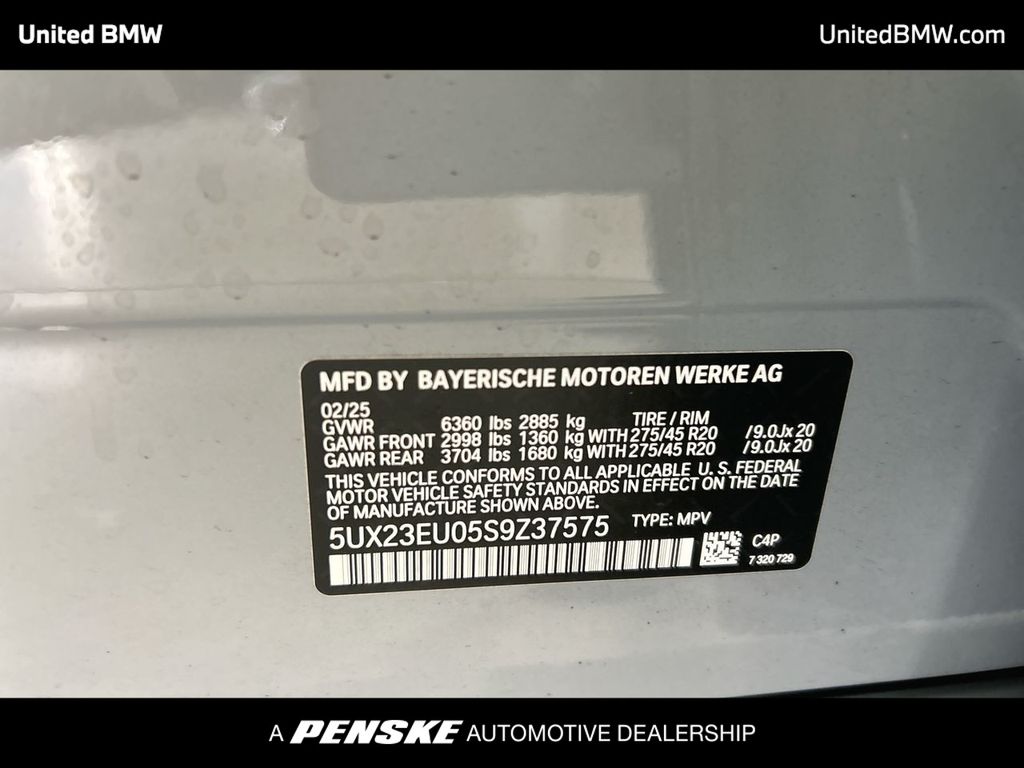 United BMW
UnitedBMW.com
MFD BY BAYERISCHE MOTOREN WERKE AG
02/25
GVWR 6360 lbs 2885 kg TIRE / RIM
GAWR FRONT 2998 lbs 1360 kg WITH 275/45 R20 /9.0Jx 20
GAWR REAR 3704 lbs 1680 kg WITH 275/45 R20 /9.0Jx 20
THIS VEHICLE CONFORMS TO ALL APPLICABLE U. S. FEDERAL
MOTOR VEHICLE SAFETY STANDARDS IN EFFECT ON THE DATE
OF MANUFACTURE SHOWN ABOVE.
5UX23EU05S9Z37575 TYPE: MPV
C4P
7 320 729
A PENSKE AUTOMOTIVE DEALERSHIP